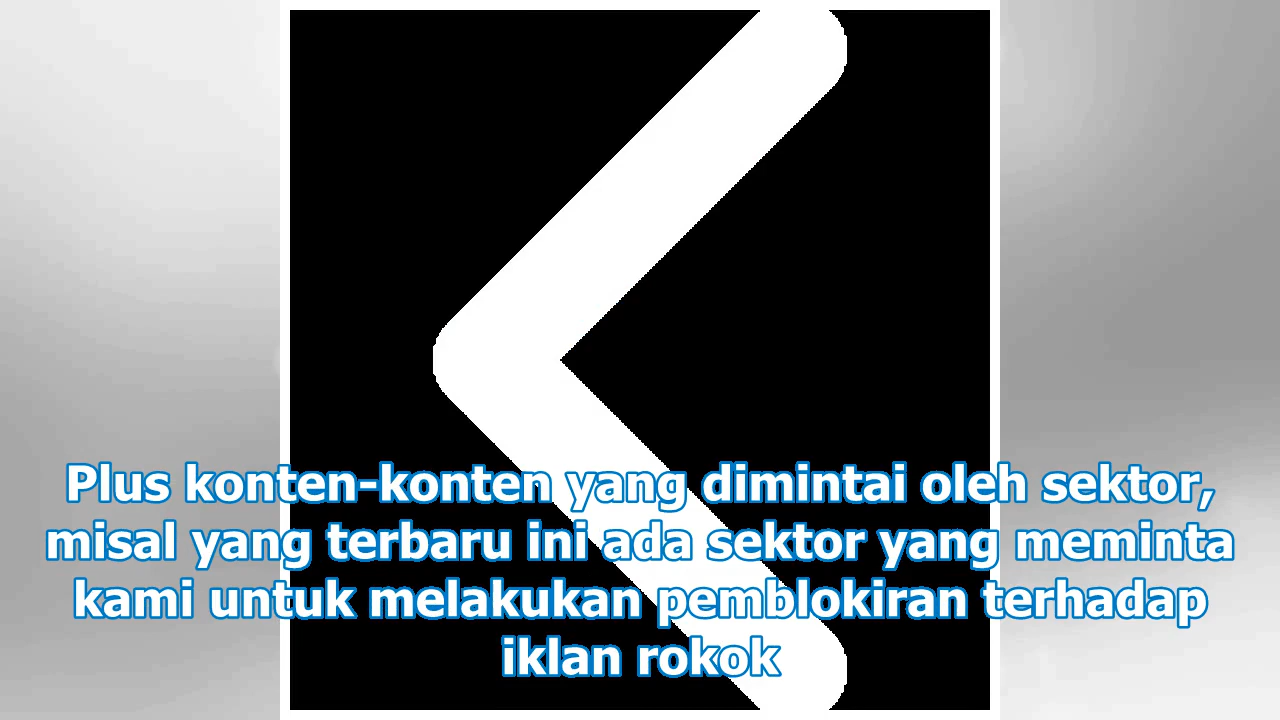 Plus konten-konten yang dimintai oleh sektor,
misal yang terbaru ini ada sektor yang meminta
kami untuk melakukan pemblokiran terhadap
iklan rokok